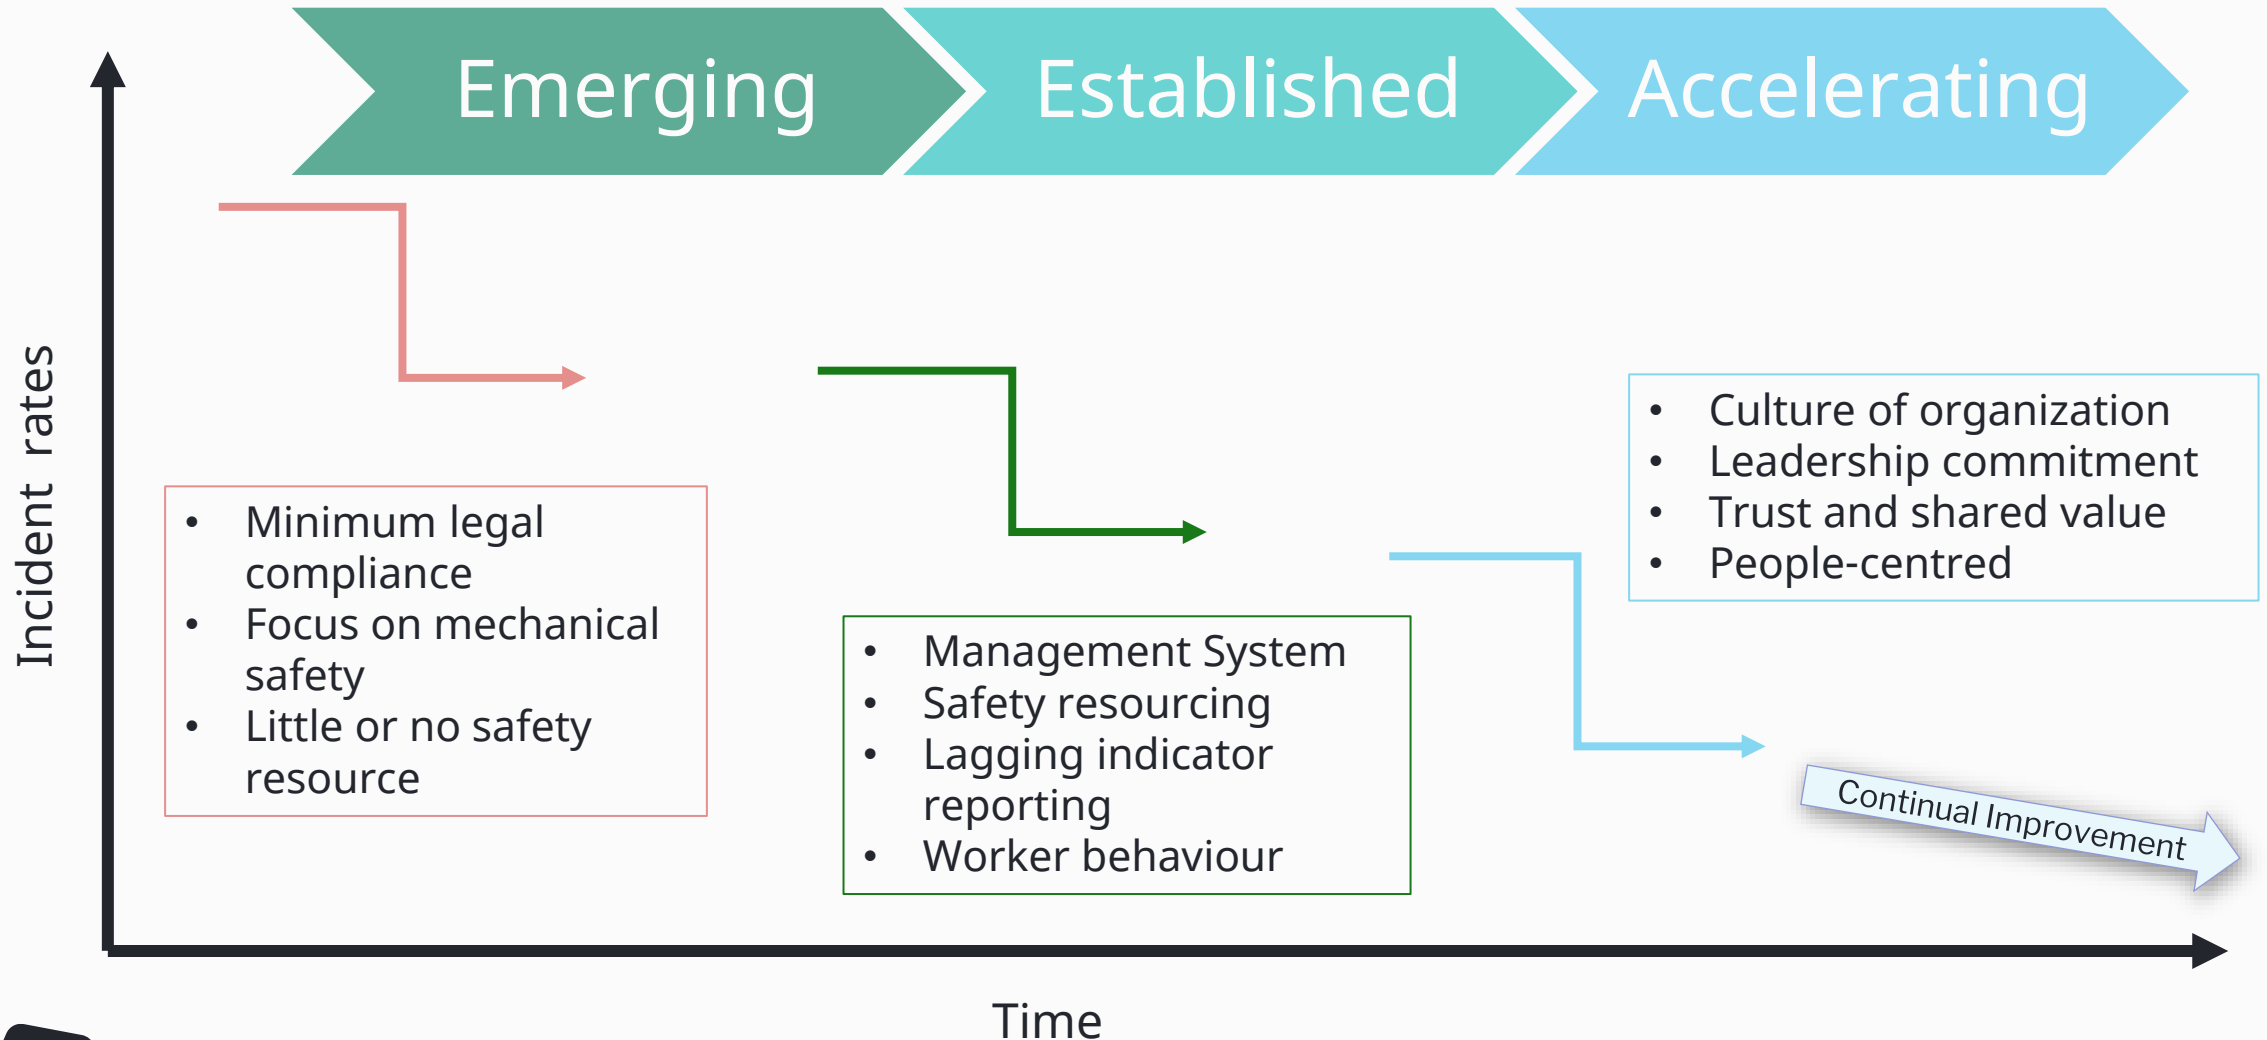 Emerging
Established
Accelerating
Incident rates
• Minimum legal
compliance
• Focus on mechanical
safety
• Little or no safety
resource
• Management System
• Safety resourcing
• Lagging indicator
reporting
• Worker behaviour
• Culture of organization
• Leadership commitment
• Trust and shared value
• People-centred
Continual Improvement
Time